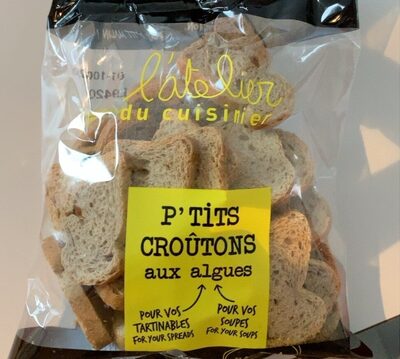 l'atelier
du cuisinier
P'TiTS
CROÛTONS
aux algues
POUR VOS
TARTINABLES
FOR YOUR SPREADS
POUR VOS
SOUPES
FOR YOUR SOUPS